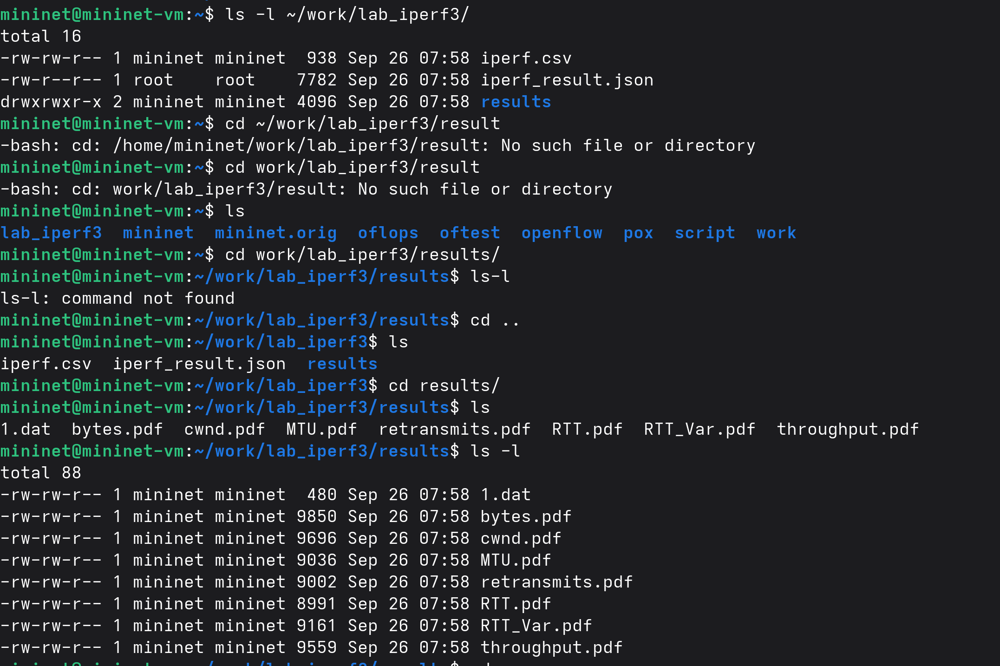 mininet@mininet-vm:~$ ls -l ~/work/lab_iperf3/
total 16
-rw-rw-r-- 1 mininet mininet  938 Sep 26 07:58 iperf.csv
-rw-r--r-- 1 root    root    7782 Sep 26 07:58 iperf_result.json
drwxrwxr-x 2 mininet mininet 4096 Sep 26 07:58 results
mininet@mininet-vm:~$ cd ~/work/lab_iperf3/result
-bash: cd: /home/mininet/work/lab_iperf3/result: No such file or directory
mininet@mininet-vm:~$ cd work/lab_iperf3/result
-bash: cd: work/lab_iperf3/result: No such file or directory
mininet@mininet-vm:~$ ls
lab_iperf3  mininet  mininet.orig  oflops  oftest  openflow  pox  script  work
mininet@mininet-vm:~$ cd work/lab_iperf3/results/
mininet@mininet-vm:~/work/lab_iperf3/results$ ls-l
ls-l: command not found
mininet@mininet-vm:~/work/lab_iperf3/results$ cd ..
mininet@mininet-vm:~/work/lab_iperf3$ ls
iperf.csv  iperf_result.json  results
mininet@mininet-vm:~/work/lab_iperf3$ cd results/
mininet@mininet-vm:~/work/lab_iperf3/results$ ls
1.dat  bytes.pdf  cwnd.pdf  MTU.pdf  retransmits.pdf  RTT.pdf  RTT_Var.pdf  throughput.pdf
mininet@mininet-vm:~/work/lab_iperf3/results$ ls -l
total 88
-rw-rw-r-- 1 mininet mininet  480 Sep 26 07:58 1.dat
-rw-rw-r-- 1 mininet mininet 9850 Sep 26 07:58 bytes.pdf
-rw-rw-r-- 1 mininet mininet 9696 Sep 26 07:58 cwnd.pdf
-rw-rw-r-- 1 mininet mininet 9036 Sep 26 07:58 MTU.pdf
-rw-rw-r-- 1 mininet mininet 9002 Sep 26 07:58 retransmits.pdf
-rw-rw-r-- 1 mininet mininet 8991 Sep 26 07:58 RTT.pdf
-rw-rw-r-- 1 mininet mininet 9161 Sep 26 07:58 RTT_Var.pdf
-rw-rw-r-- 1 mininet mininet 9559 Sep 26 07:58 throughput.pdf